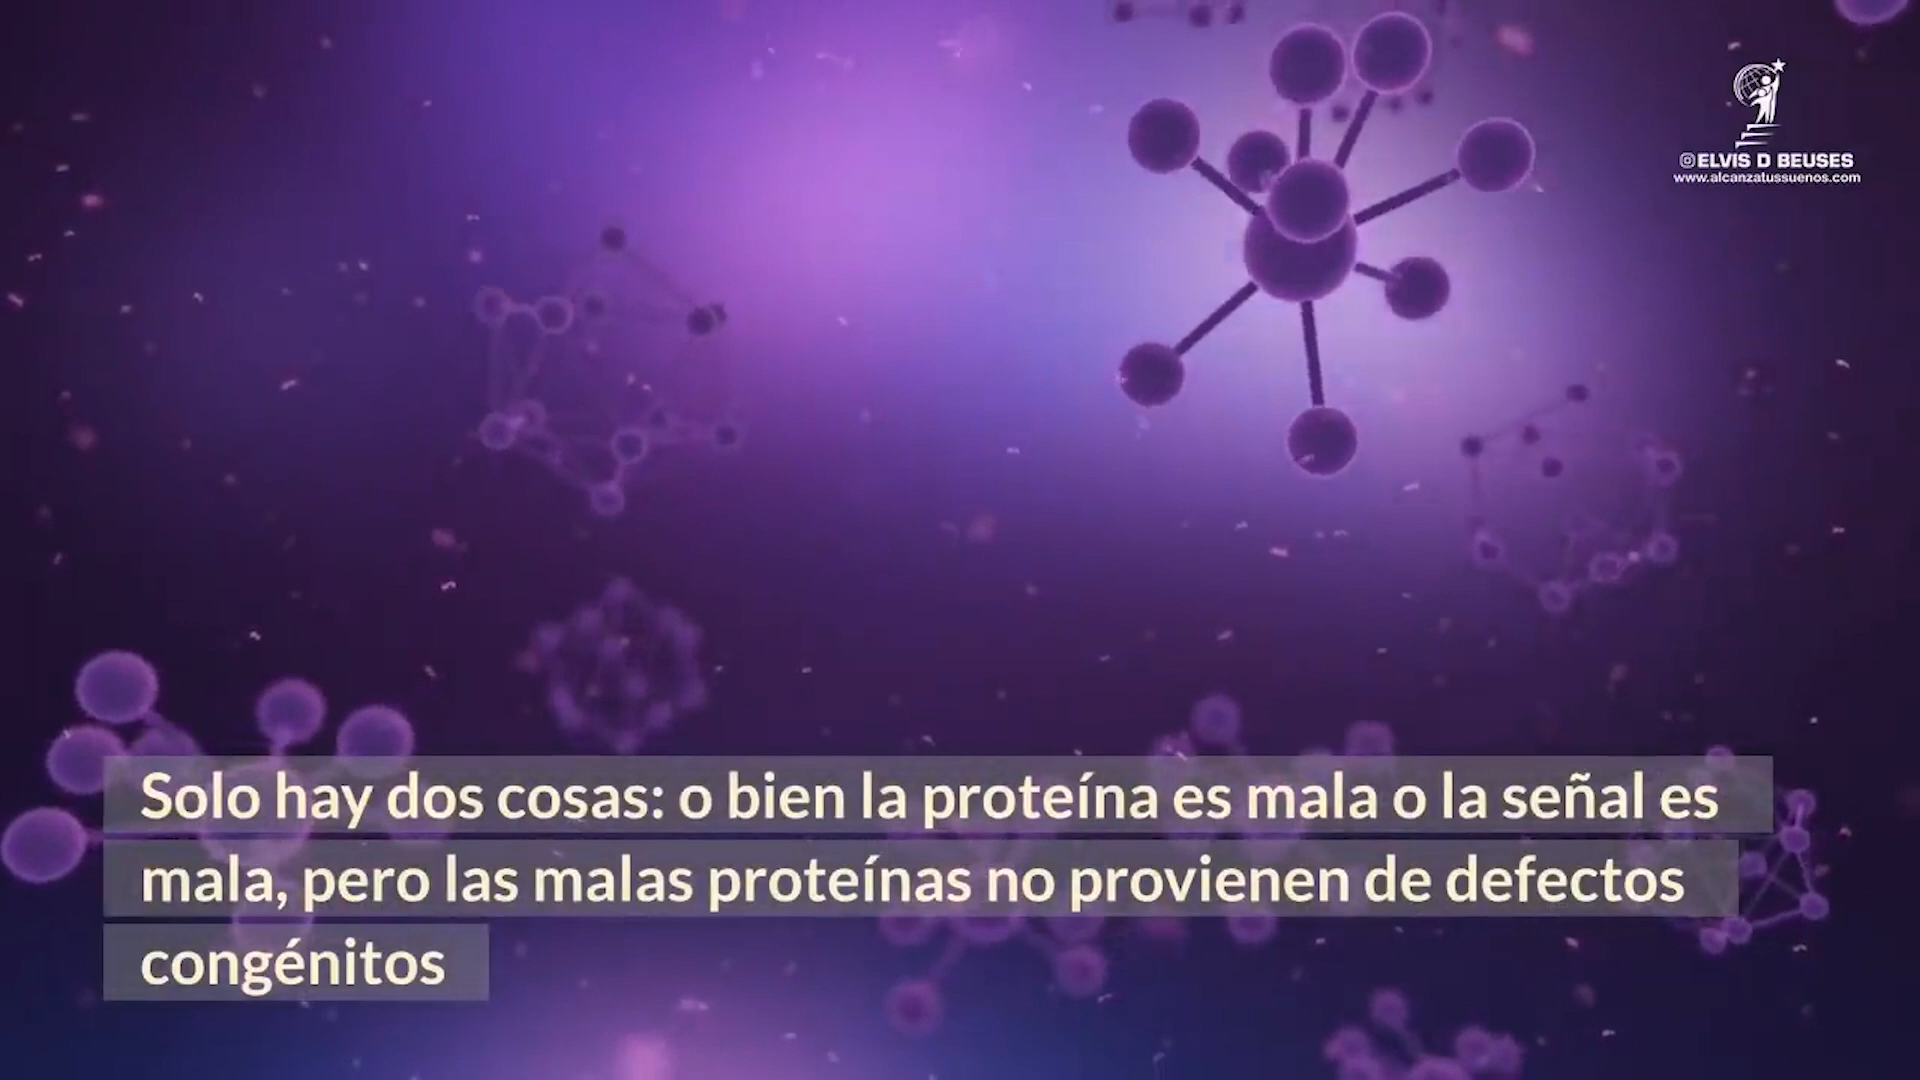 ELVIS D BEUSES
www.alcanzatussuenos.com
Solo hay dos cosas: o bien la proteína es mala o la señal es
mala, pero las malas proteínas no provienen de defectos
congénitos